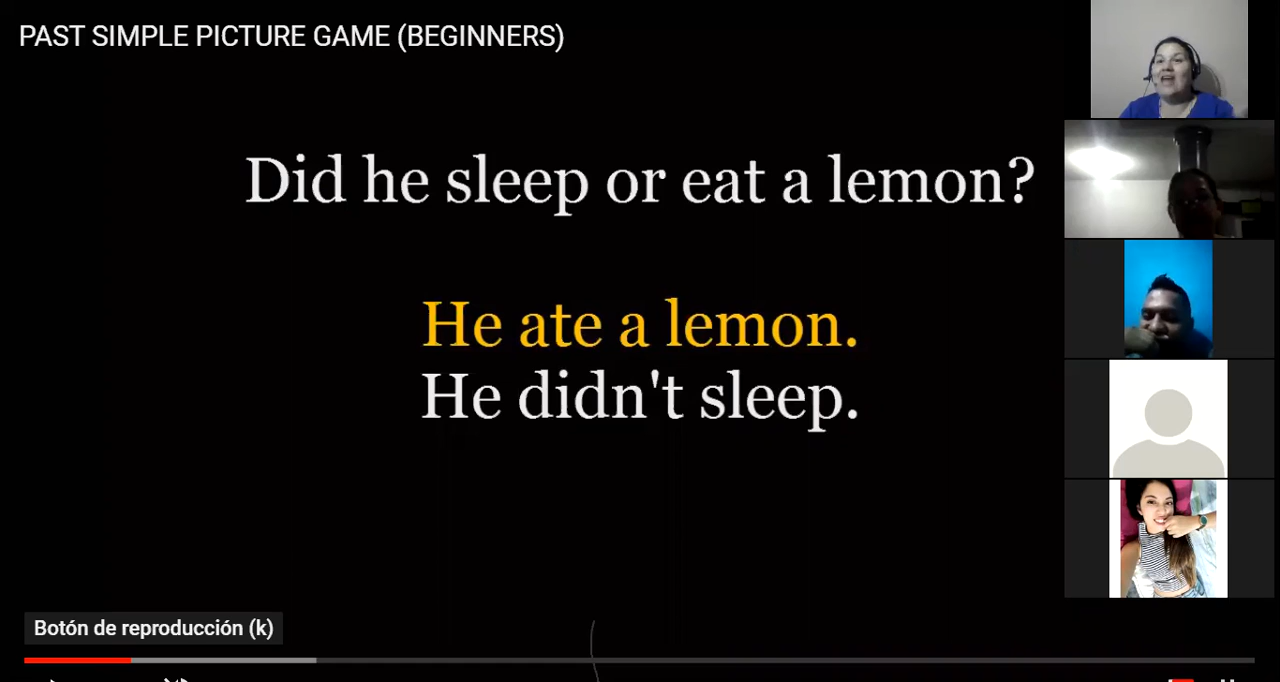 PAST SIMPLE PICTURE GAME (BEGINNERS)
Did he sleep or eat a lemon?
He ate a lemon.
He didn't sleep.
Botón de reproducción (k)